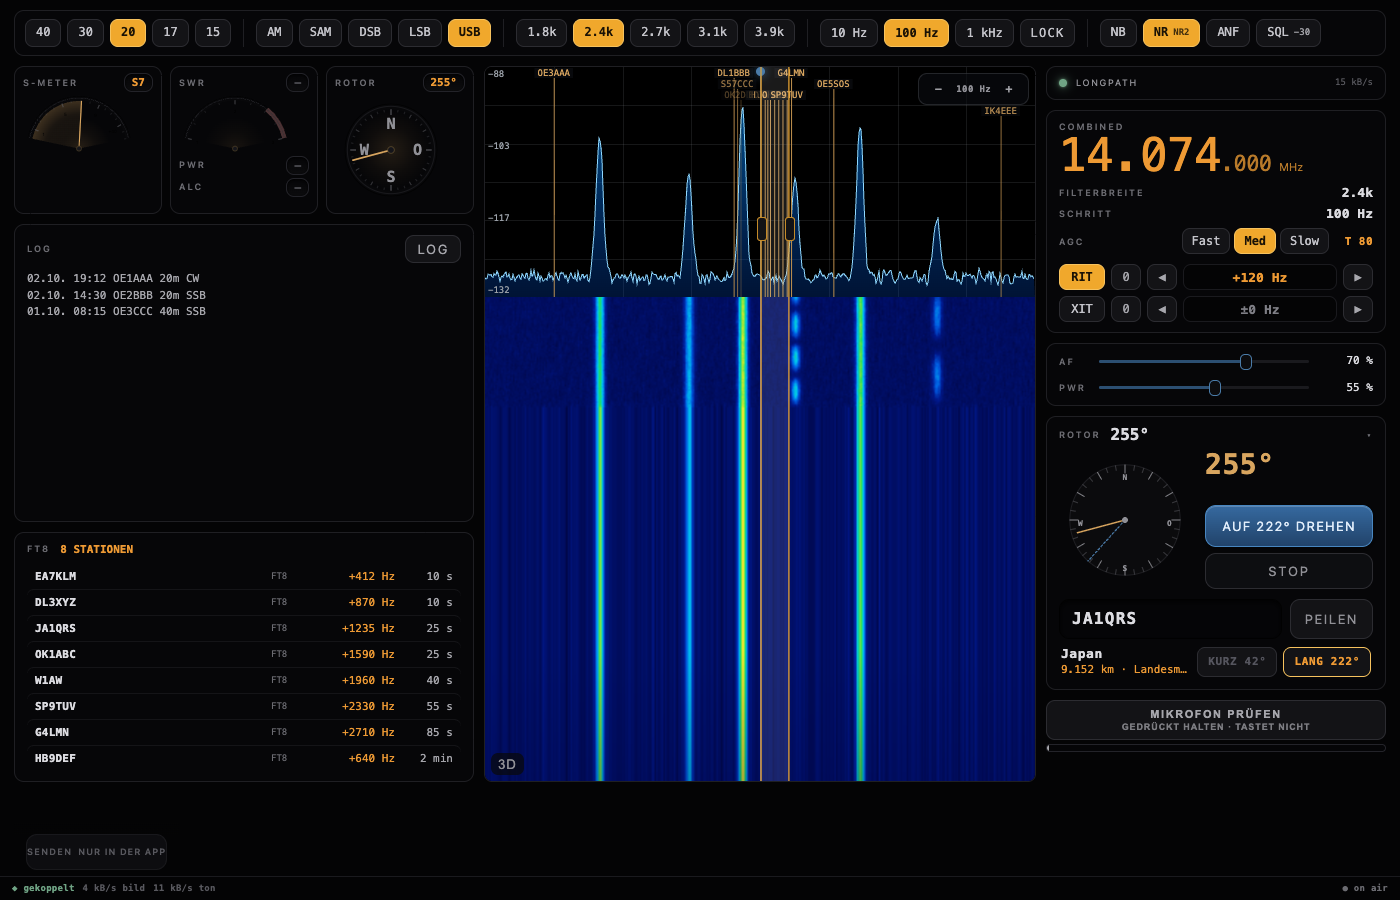 40 30 20 17 15 AM SAM DSB LSB USB 1.8k 2.4k 2.7k 3.1k 3.9k 10 Hz 100 Hz 1 kHz LOCK NB NR NR2 ANF SQL −30
S-METER S7
SWR –
PWR –
ALC –
ROTOR 255°
N
W O
S
LOG LOG
02.10. 19:12 OE1AAA 20m CW
02.10. 14:30 OE2BBB 20m SSB
01.10. 08:15 OE3CCC 40m SSB
FT8 8 STATIONEN
EA7KLM FT8 +412 Hz 10 s
DL3XYZ FT8 +870 Hz 10 s
JA1QRS FT8 +1235 Hz 25 s
OK1ABC FT8 +1590 Hz 25 s
W1AW FT8 +1960 Hz 40 s
SP9TUV FT8 +2330 Hz 55 s
G4LMN FT8 +2710 Hz 85 s
HB9DEF FT8 +640 Hz 2 min
SENDEN NUR IN DER APP
−88
OE3AAA DL1BBB G4LMN
S57CCC OE5SOS
SP9TUV
IK4EEE
− 100 Hz +
−103
−117
−132
3D
LONGPATH 15 kB/s
COMBINED
14.074.000 MHz
FILTERBREITE 2.4k
SCHRITT 100 Hz
AGC Fast Med Slow T 80
RIT 0 ◀ +120 Hz ▶
XIT 0 ◀ ±0 Hz ▶
AF 70 %
PWR 55 %
ROTOR 255°
255°
N
W O
S
AUF 222° DREHEN
STOP
JA1QRS PEILEN
Japan
9.152 km · Landesm…
KURZ 42° LANG 222°
MIKROFON PRÜFEN
GEDRÜCKT HALTEN · TASTET NICHT
◆ gekoppelt 4 kB/s bild 11 kB/s ton
● on air